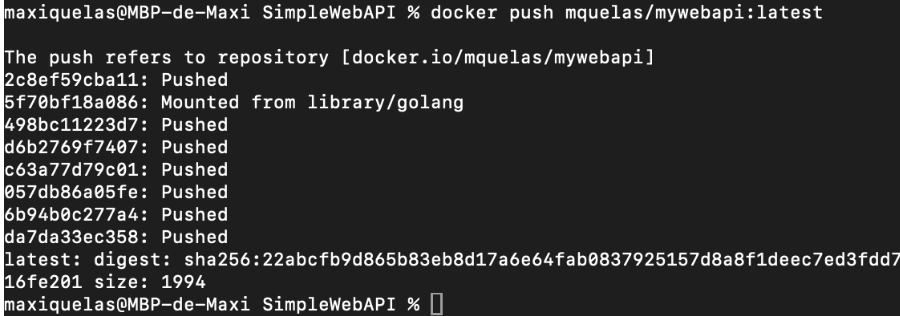 maxiquelas@MBP-de-Maxi SimpleWebAPI % docker push mquelas/mywebapi:latest
The push refers to repository [docker.io/mquelas/mywebapi]
2c8ef59cba11: Pushed
5f70bf18a086: Mounted from library/golang
498bc11223d7: Pushed
d6b2769f7407: Pushed
c63a77d79c01: Pushed
057db86a05fe: Pushed
6b94b0c277a4: Pushed
da7da33ec358: Pushed
latest: digest: sha256:22abcfb9d865b83eb8d17a6e64fab0837925157d8a8f1deec7ed3fdd7
16fe201 size: 1994
maxiquelas@MBP-de-Maxi SimpleWebAPI %